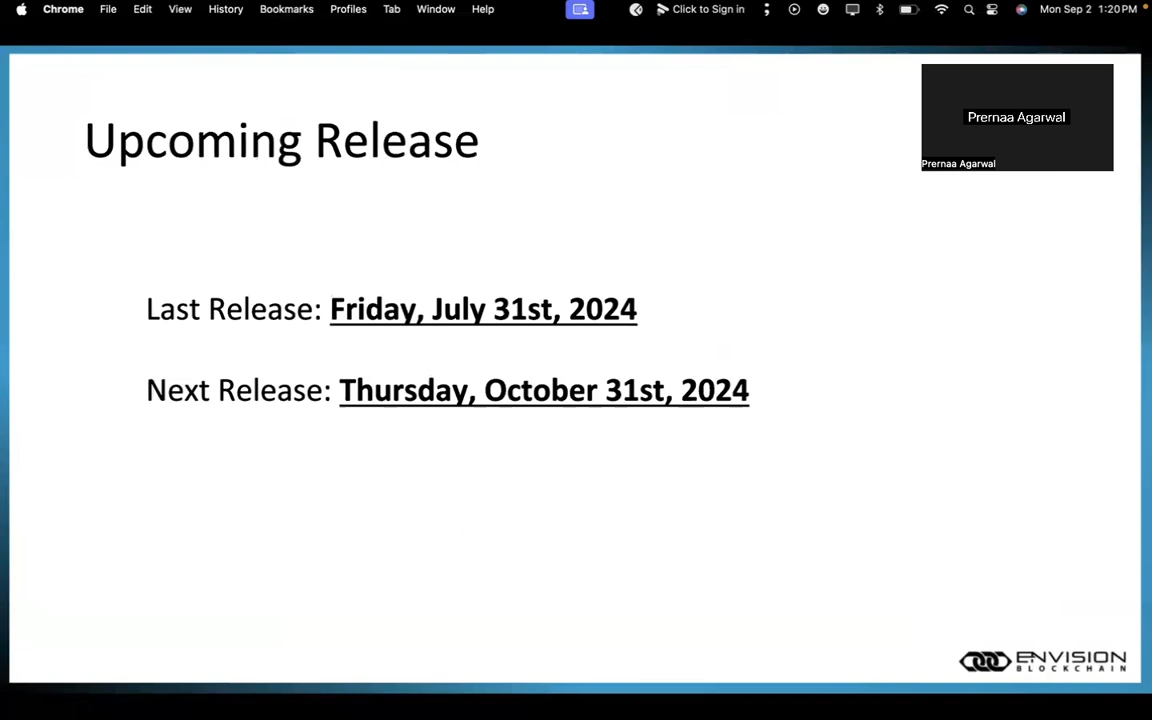 Chrome File Edit View History Bookmarks Profiles Tab Window Help Click to Sign in Mon Sep 2 1:20 PM
Prernaa Agarwal
Prernaa Agarwal
Upcoming Release
Last Release: Friday, July 31st, 2024
Next Release: Thursday, October 31st, 2024
ENVISION
BLOCKCHAIN